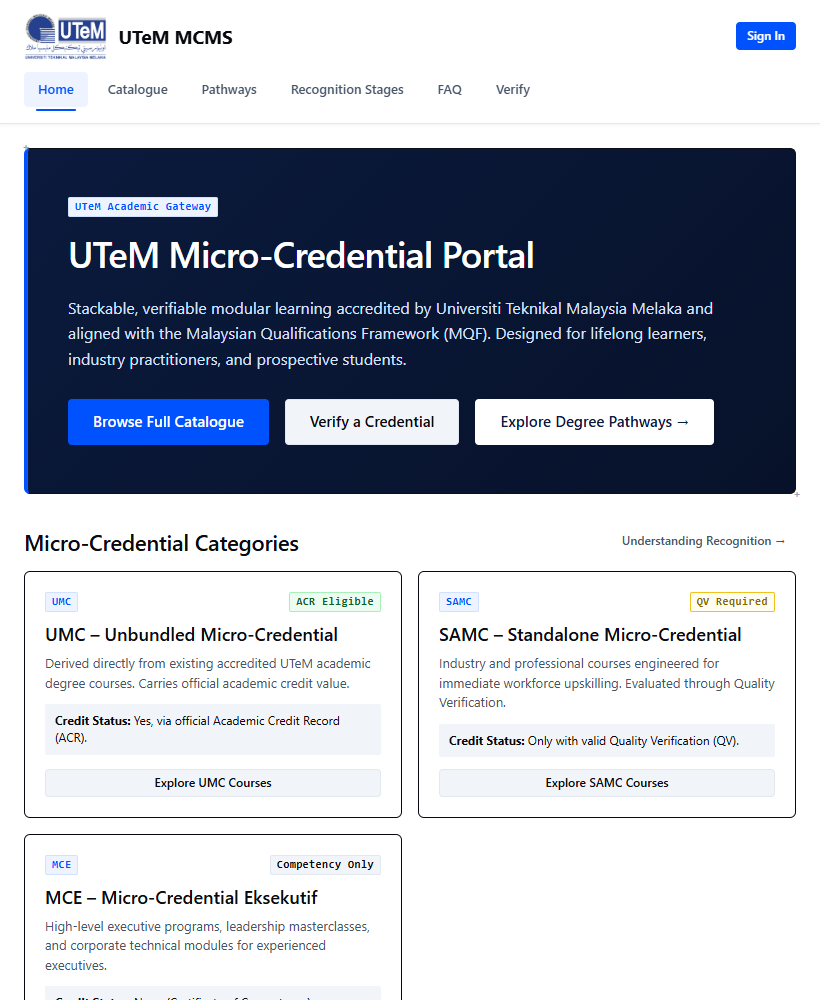 UTeM
UNIVERSITI TEKNIKAL MALAYSIA MELAKA
UTeM MCMS
Sign In
Home
Catalogue
Pathways
Recognition Stages
FAQ
Verify
UTeM Academic Gateway
UTeM Micro-Credential Portal
Stackable, verifiable modular learning accredited by Universiti Teknikal Malaysia Melaka and
aligned with the Malaysian Qualifications Framework (MQF). Designed for lifelong learners,
industry practitioners, and prospective students.
Browse Full Catalogue
Verify a Credential
Explore Degree Pathways →
Micro-Credential Categories
Understanding Recognition →
UMC
ACR Eligible
UMC – Unbundled Micro-Credential
Derived directly from existing accredited UTeM academic
degree courses. Carries official academic credit value.
Credit Status: Yes, via official Academic Credit Record
(ACR).
Explore UMC Courses
SAMC
QV Required
SAMC – Standalone Micro-Credential
Industry and professional courses engineered for
immediate workforce upskilling. Evaluated through Quality
Verification.
Credit Status: Only with valid Quality Verification (QV).
Explore SAMC Courses
MCE
Competency Only
MCE – Micro-Credential Eksekutif
High-level executive programs, leadership masterclasses,
and corporate technical modules for experienced
executives.